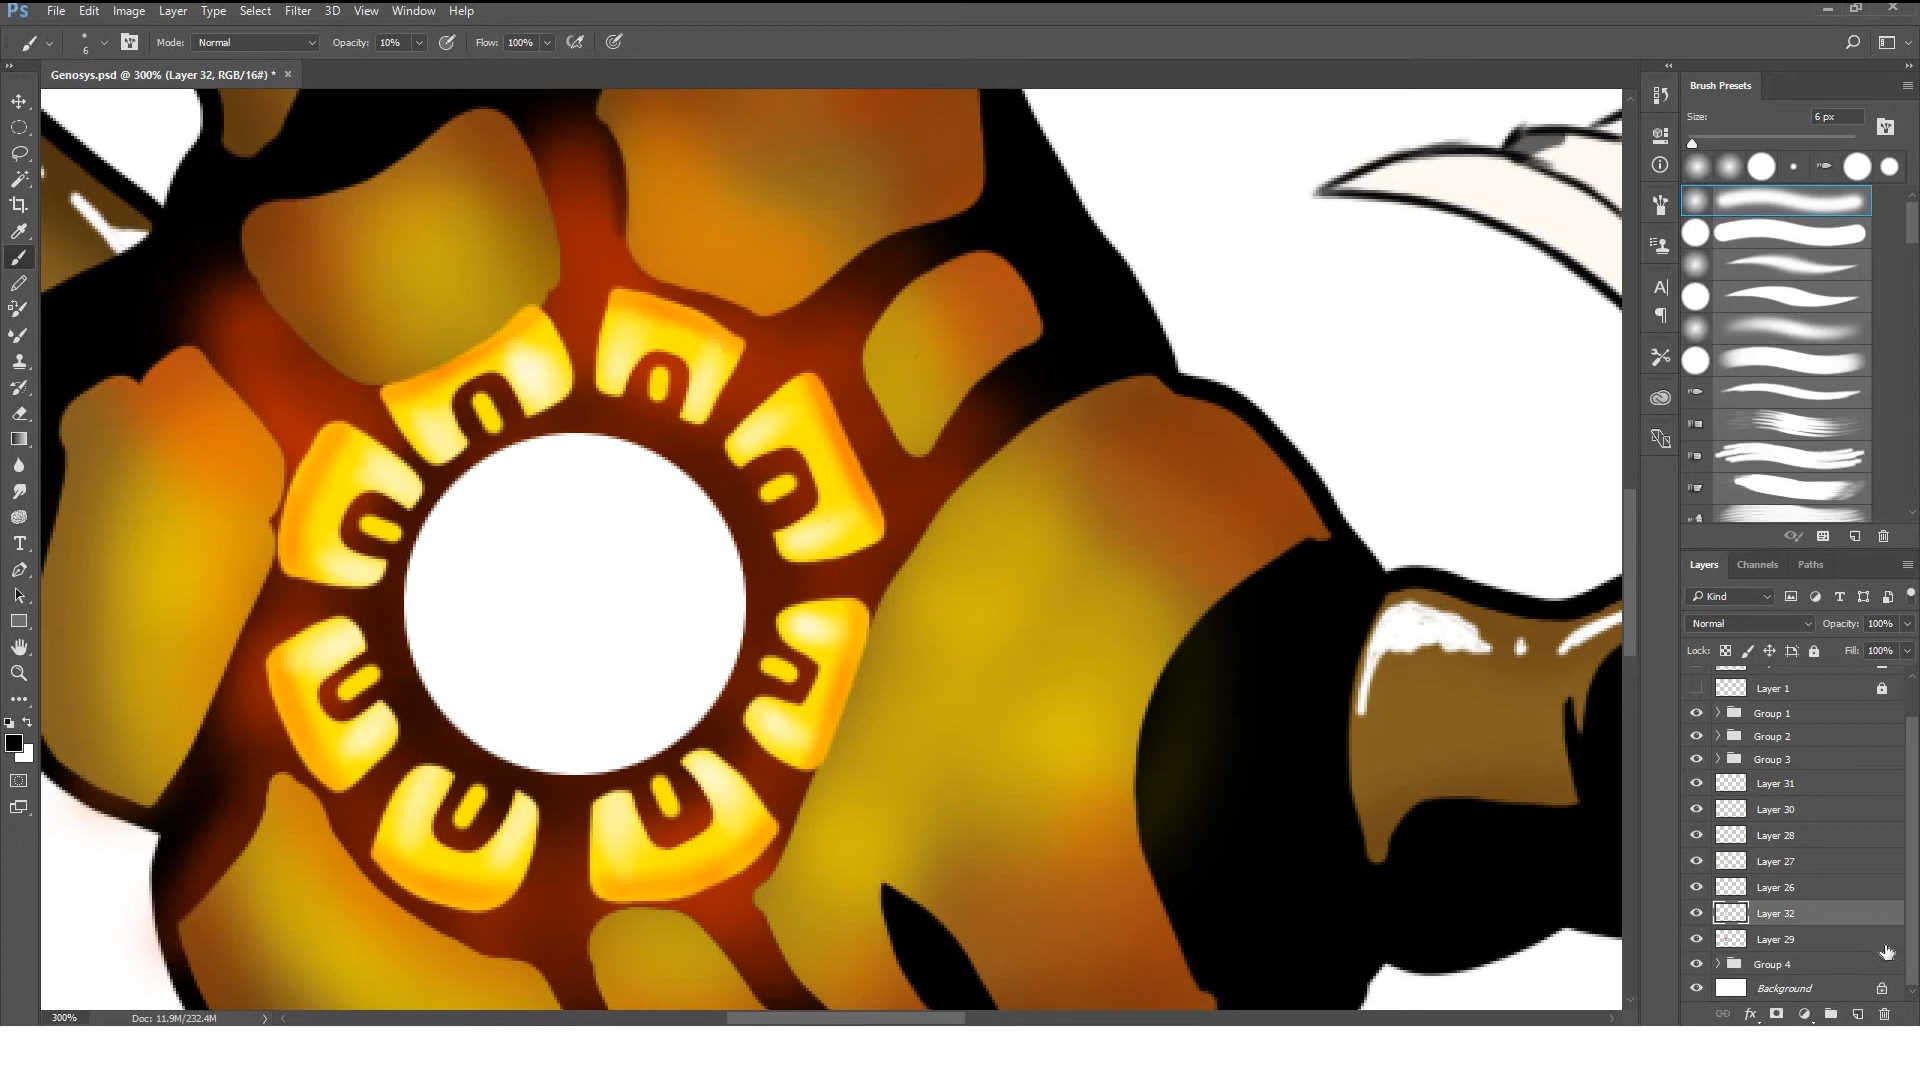 Ps File Edit Image Layer Type Select Filter 3D View Window Help
6 Mode: Normal Opacity: 10% Flow: 100%
Genosys.psd @ 300% (Layer 32, RGB/16#) * ×
Brush Presets
Size: 6 px
Layers Channels Paths
Kind
Normal Opacity: 100%
Lock: Fill: 100%
Layer 1
Group 1
Group 2
Group 3
Layer 31
Layer 30
Layer 28
Layer 27
Layer 26
Layer 32
Layer 29
Group 4
Background
300% Doc: 11.9M/232.4M